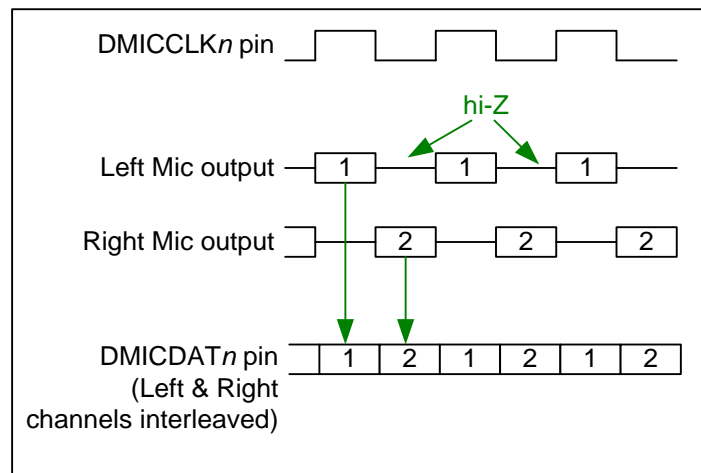 DMICCLKn pin
hi-Z
Left Mic output
1 1 1
Right Mic output
2 2 2
DMICDATn pin
(Left & Right
channels interleaved)
1 2 1 2 1 2